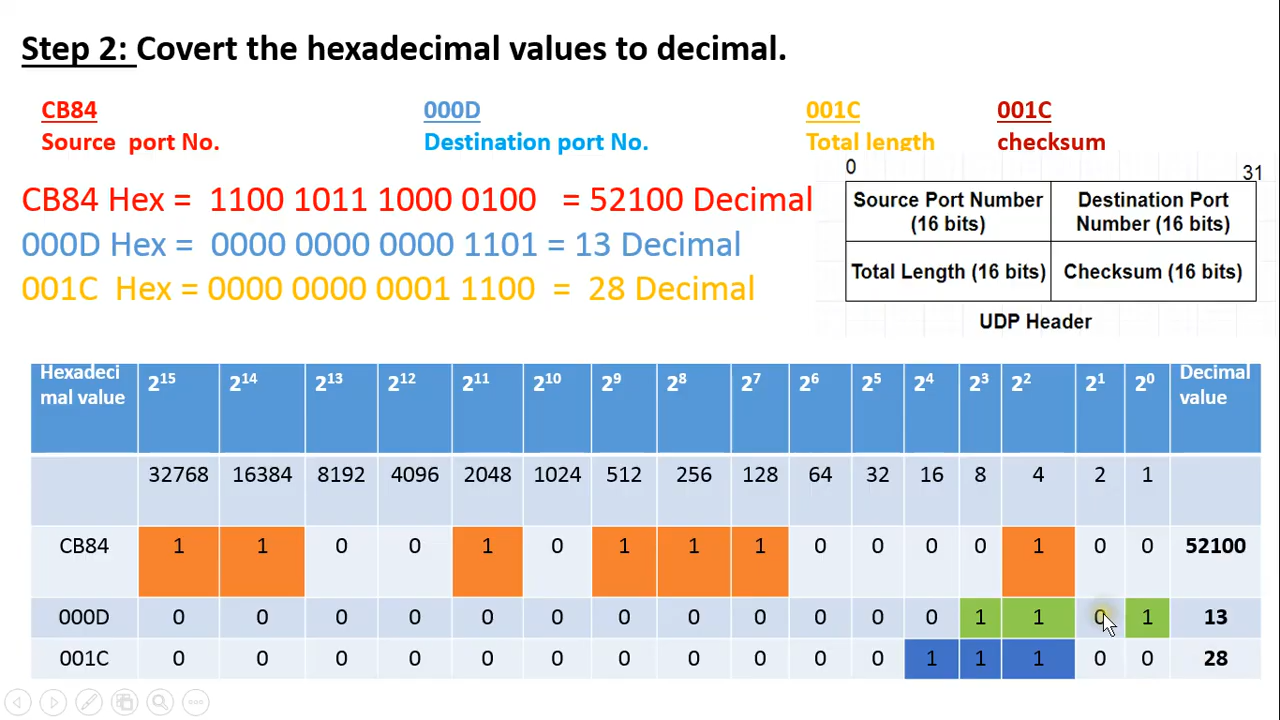 Step 2: Covert the hexadecimal values to decimal.
CB84 000D 001C 001C
Source port No. Destination port No. Total length checksum
0 31
CB84 Hex = 1100 1011 1000 0100 = 52100 Decimal
000D Hex = 0000 0000 0000 1101 = 13 Decimal
001C Hex = 0000 0000 0001 1100 = 28 Decimal
Source Port Number
(16 bits)
Destination Port
Number (16 bits)
Total Length (16 bits) Checksum (16 bits)
UDP Header
Hexadeci
mal value
2¹⁵ 2¹⁴ 2¹³ 2¹² 2¹¹ 2¹⁰ 2⁹ 2⁸ 2⁷ 2⁶ 2⁵ 2⁴ 2³ 2² 2¹ 2⁰
Decimal
value
32768 16384 8192 4096 2048 1024 512 256 128 64 32 16 8 4 2 1
CB84 1 1 0 0 1 0 1 1 1 0 0 0 0 1 0 0 52100
000D 0 0 0 0 0 0 0 0 0 0 0 0 1 1 0 1 13
001C 0 0 0 0 0 0 0 0 0 0 0 1 1 1 0 0 28